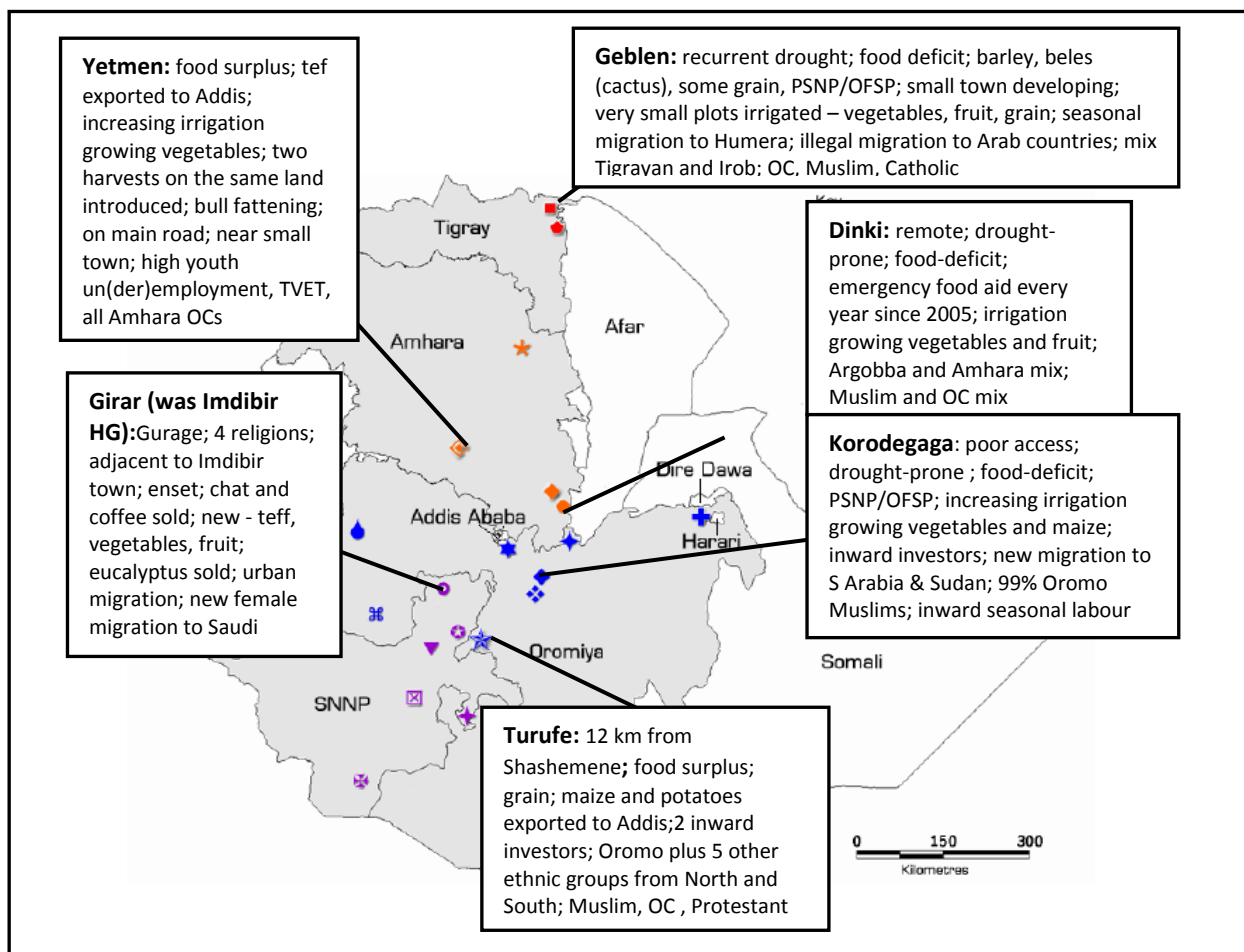 Yetmen: food surplus; tef
exported to Addis;
increasing irrigation
growing vegetables; two
harvests on the same land
introduced; bull fattening;
on main road; near small
town; high youth
un(der)employment, TVET,
all Amhara OCs
Geblen: recurrent drought; food deficit; barley, beles
(cactus), some grain, PSNP/OFSP; small town developing;
very small plots irrigated – vegetables, fruit, grain; seasonal
migration to Humera; illegal migration to Arab countries; mix
Tigrayan and Irob; OC, Muslim, Catholic
Dinki: remote; drought-
prone; food-deficit;
emergency food aid every
year since 2005; irrigation
growing vegetables and fruit;
Argobba and Amhara mix;
Muslim and OC mix
Girar (was Imdibir
HG):Gurage; 4 religions;
adjacent to Imdibir
town; enset; chat and
coffee sold; new - teff,
vegetables, fruit;
eucalyptus sold; urban
migration; new female
migration to Saudi
Korodegaga: poor access;
drought-prone ; food-deficit;
PSNP/OFSP; increasing irrigation
growing vegetables and maize;
inward investors; new migration to
S Arabia & Sudan; 99% Oromo
Muslims; inward seasonal labour
Turufe: 12 km from
Shashemene; food surplus;
grain; maize and potatoes
exported to Addis;2 inward
investors; Oromo plus 5 other
ethnic groups from North and
South; Muslim, OC , Protestant
Tigray
Amhara
Afar
Dire Dawa
Addis Ababa
Harari
Oromiya
Somali
SNNP
0 150 300
Kilometres